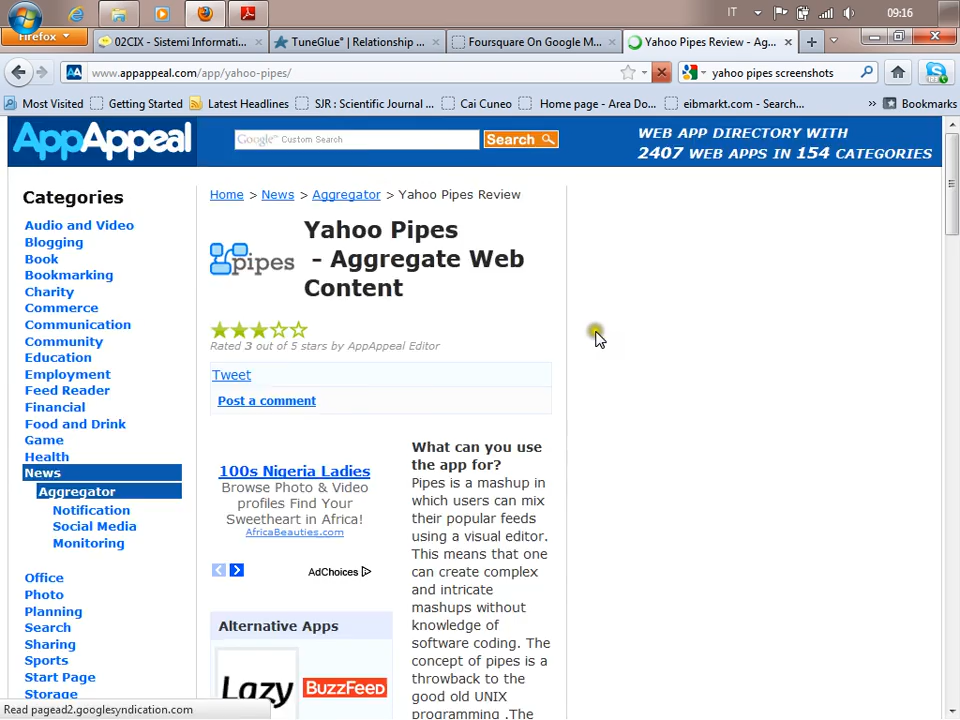 IT
09:16
Firefox
02CIX - Sistemi Informati...
TuneGlue° | Relationship ...
Foursquare On Google M...
Yahoo Pipes Review - Ag...
www.appappeal.com/app/yahoo-pipes/
yahoo pipes screenshots
Most Visited
Getting Started
Latest Headlines
SJR : Scientific Journal ...
Cai Cuneo
Home page - Area Do...
eibmarkt.com - Search...
»
Bookmarks
AppAppeal
Google™ Custom Search
Search
WEB APP DIRECTORY WITH
2407 WEB APPS IN 154 CATEGORIES
Categories
Audio and Video
Blogging
Book
Bookmarking
Charity
Commerce
Communication
Community
Education
Employment
Feed Reader
Financial
Food and Drink
Game
Health
News
Aggregator
Notification
Social Media
Monitoring
Office
Photo
Planning
Search
Sharing
Sports
Start Page
Storage
Home > News > Aggregator > Yahoo Pipes Review
pipes
Yahoo Pipes
- Aggregate Web
Content
Rated 3 out of 5 stars by AppAppeal Editor
Tweet
Post a comment
100s Nigeria Ladies
Browse Photo & Video
profiles Find Your
Sweetheart in Africa!
AfricaBeauties.com
AdChoices
Alternative Apps
Lazy
BUZZFEED
What can you use
the app for?
Pipes is a mashup in
which users can mix
their popular feeds
using a visual editor.
This means that one
can create complex
and intricate
mashups without
knowledge of
software coding. The
concept of pipes is a
throwback to the
good old UNIX
programming .The
Read pagead2.googlesyndication.com